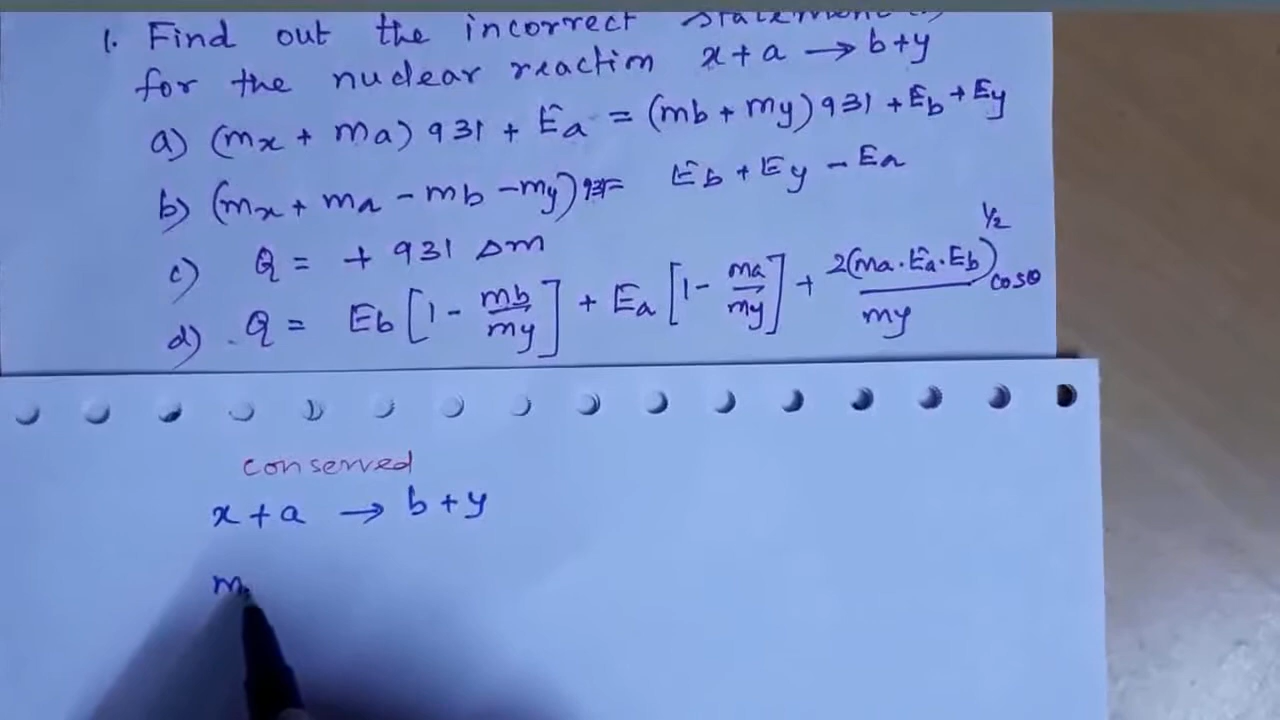 1. Find out the incorrect
for the nuclear reaction x+a → b+y
a) (mx + ma) 931 + Ea = (mb + my) 931 + Eb + Ey
b) (mx + ma - mb - my) 931 = Eb + Ey - Ea
c) Q = + 931 Δm
d) Q = Eb [1 - mb/my] + Ea [1 - ma/my] + 2(ma·Ea·Eb)^1/2/my cosθ
conserved
x + a → b + y
m